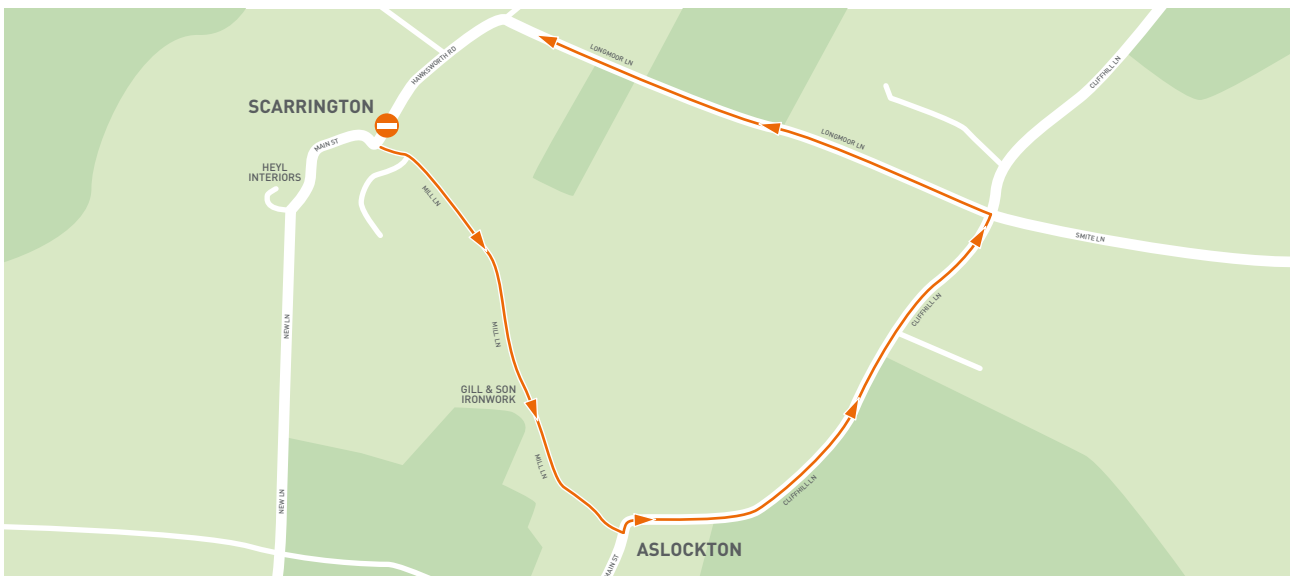 LONGMOOR LN
HAWKSWORTH RD
CLIFFHILL LN
SCARRINGTON
MAIN ST
LONGMOOR LN
HEYL
INTERIORS
MILL LN
SMITE LN
CLIFFHILL LN
NEW LN
MILL LN
GILL & SON
IRONWORK
MILL LN
CLIFFHILL LN
NEW LN
ASLOCKTON
MAIN ST